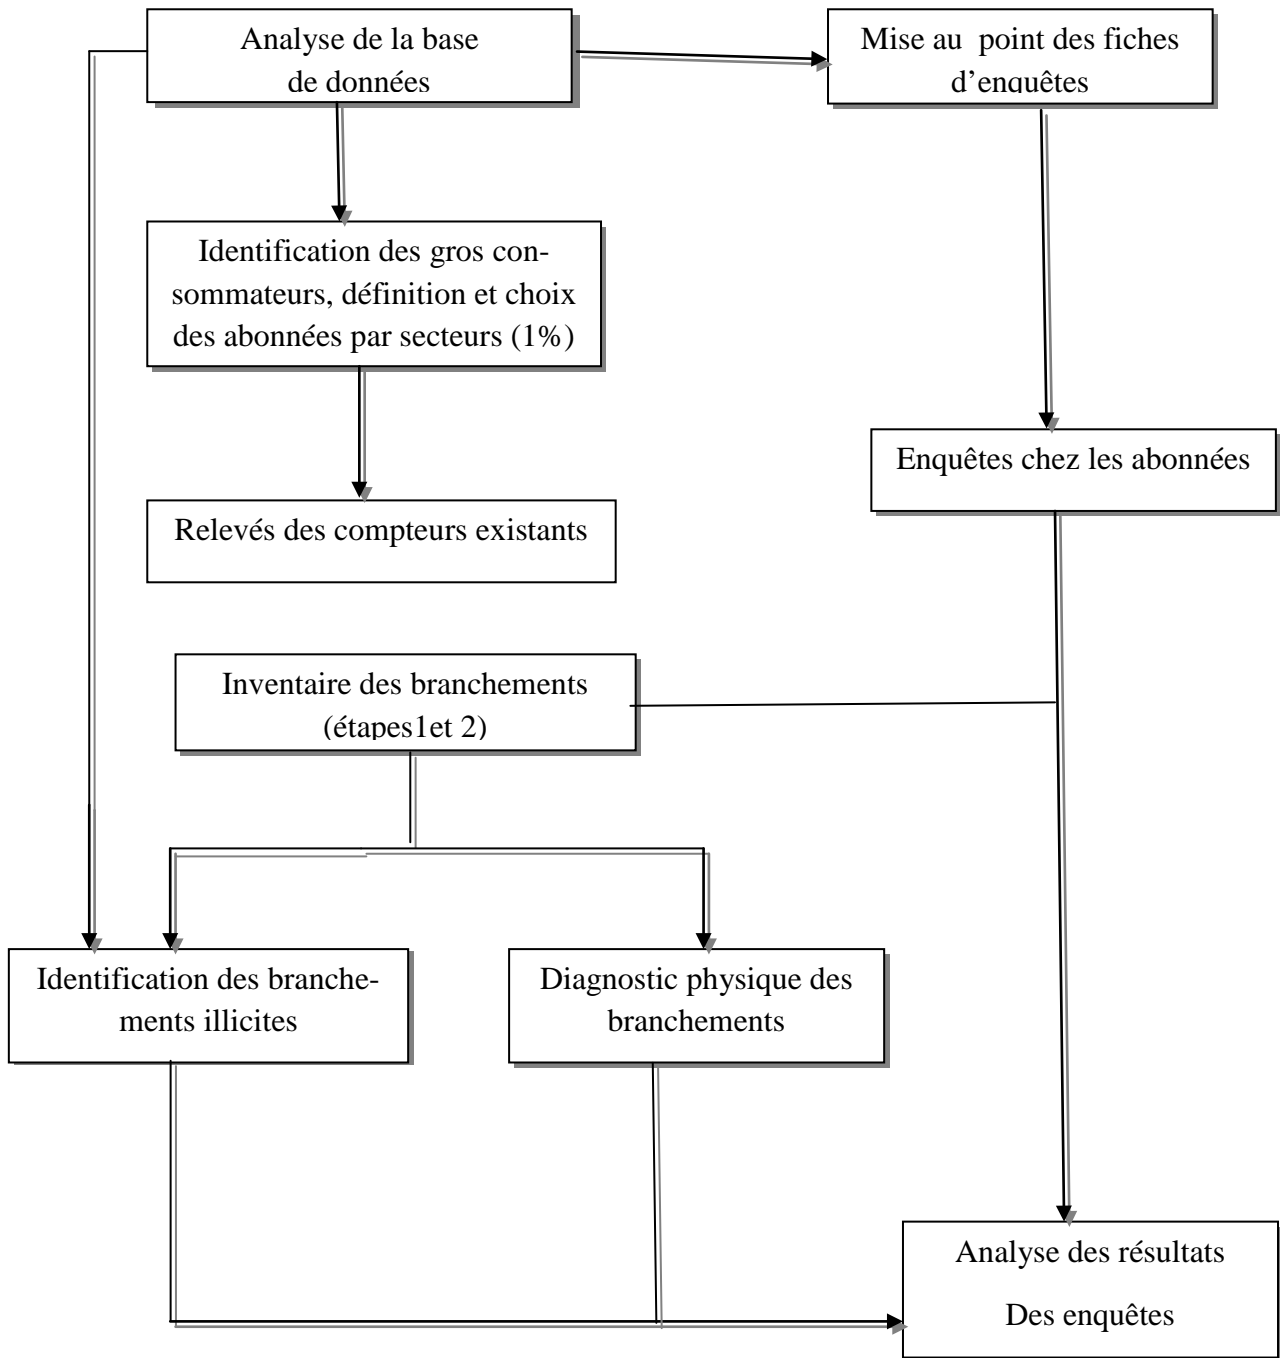 Analyse de la base
de données
Mise au  point des fiches
d’enquêtes
Identification des gros con-
sommateurs, définition et choix
des abonnées par secteurs (1%)
Enquêtes chez les abonnées
Relevés des compteurs existants
Inventaire des branchements
(étapes1et 2)
Identification des branche-
ments illicites
Diagnostic physique des
branchements
Analyse des résultats
Des enquêtes